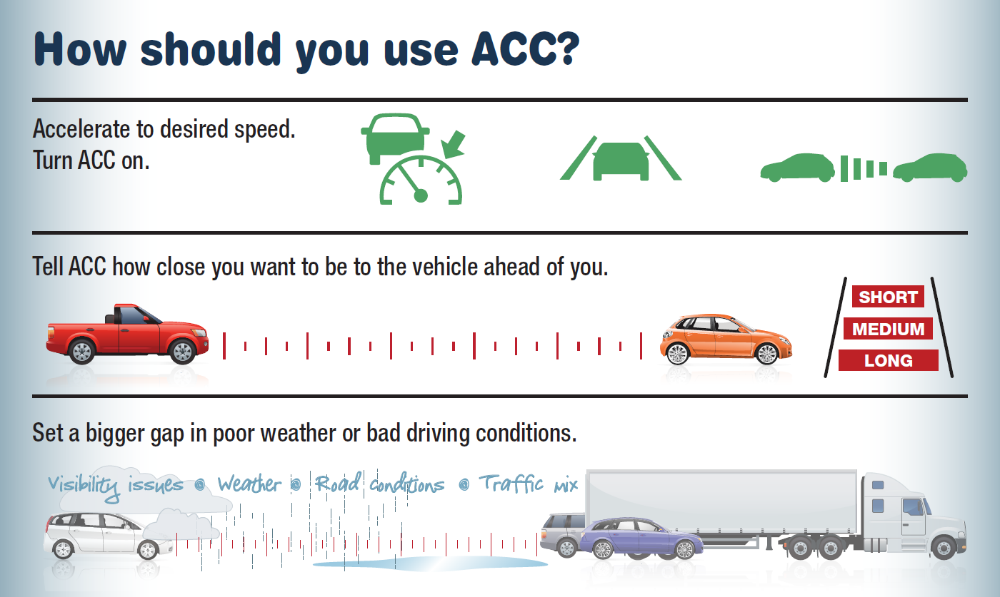 How should you use ACC?
Accelerate to desired speed.
Turn ACC on.
Tell ACC how close you want to be to the vehicle ahead of you.
SHORT
MEDIUM
LONG
Set a bigger gap in poor weather or bad driving conditions.
Visibility issues @ Weather @ Road conditions @ Traffic mix